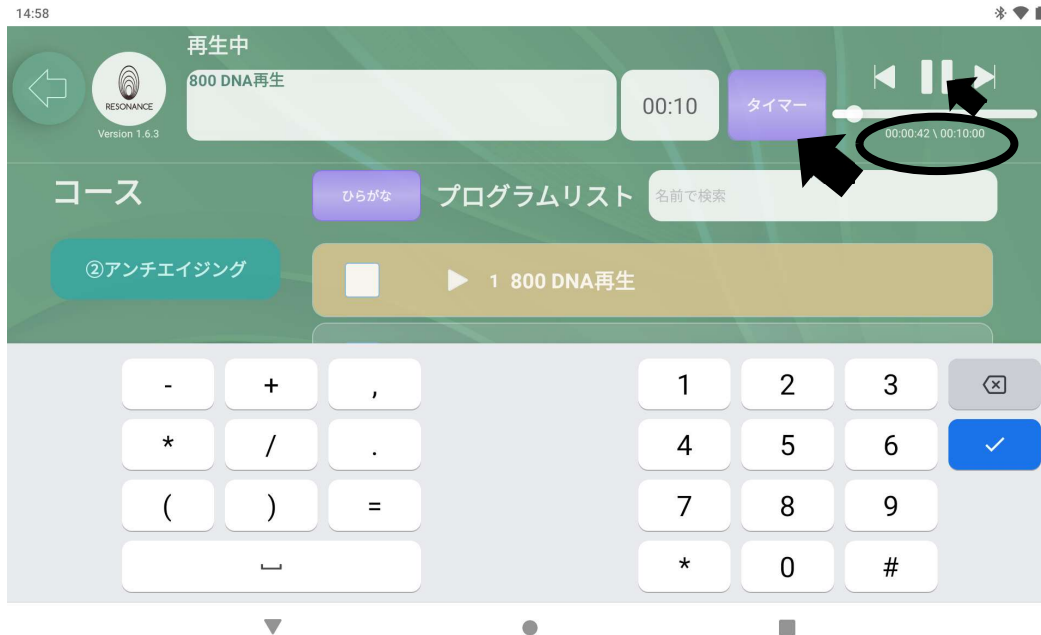 14:58
再生中
800 DNA再生
RESONANCE
Version 1.6.3
00:10
タイマー
00:00:42 \ 00:10:00
コース
ひらがな
プログラムリスト
名前で検索
②アンチエイジング
1 800 DNA再生
- + , 1 2 3
* / . 4 5 6
( ) = 7 8 9
* 0 #